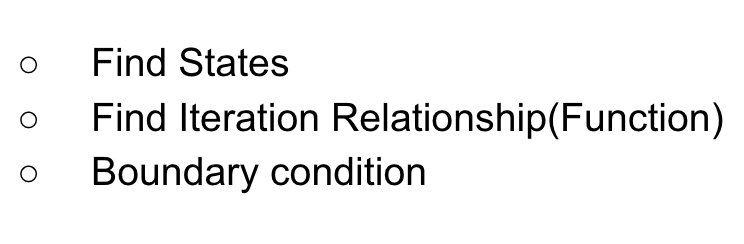 ○ Find States
○ Find Iteration Relationship(Function)
○ Boundary condition